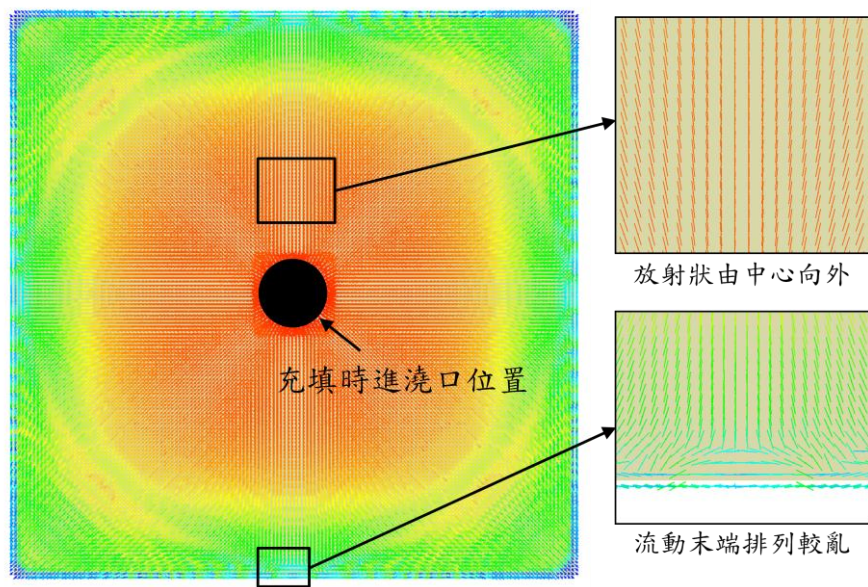 放射狀由中心向外
充填時進澆口位置
流動末端排列較亂